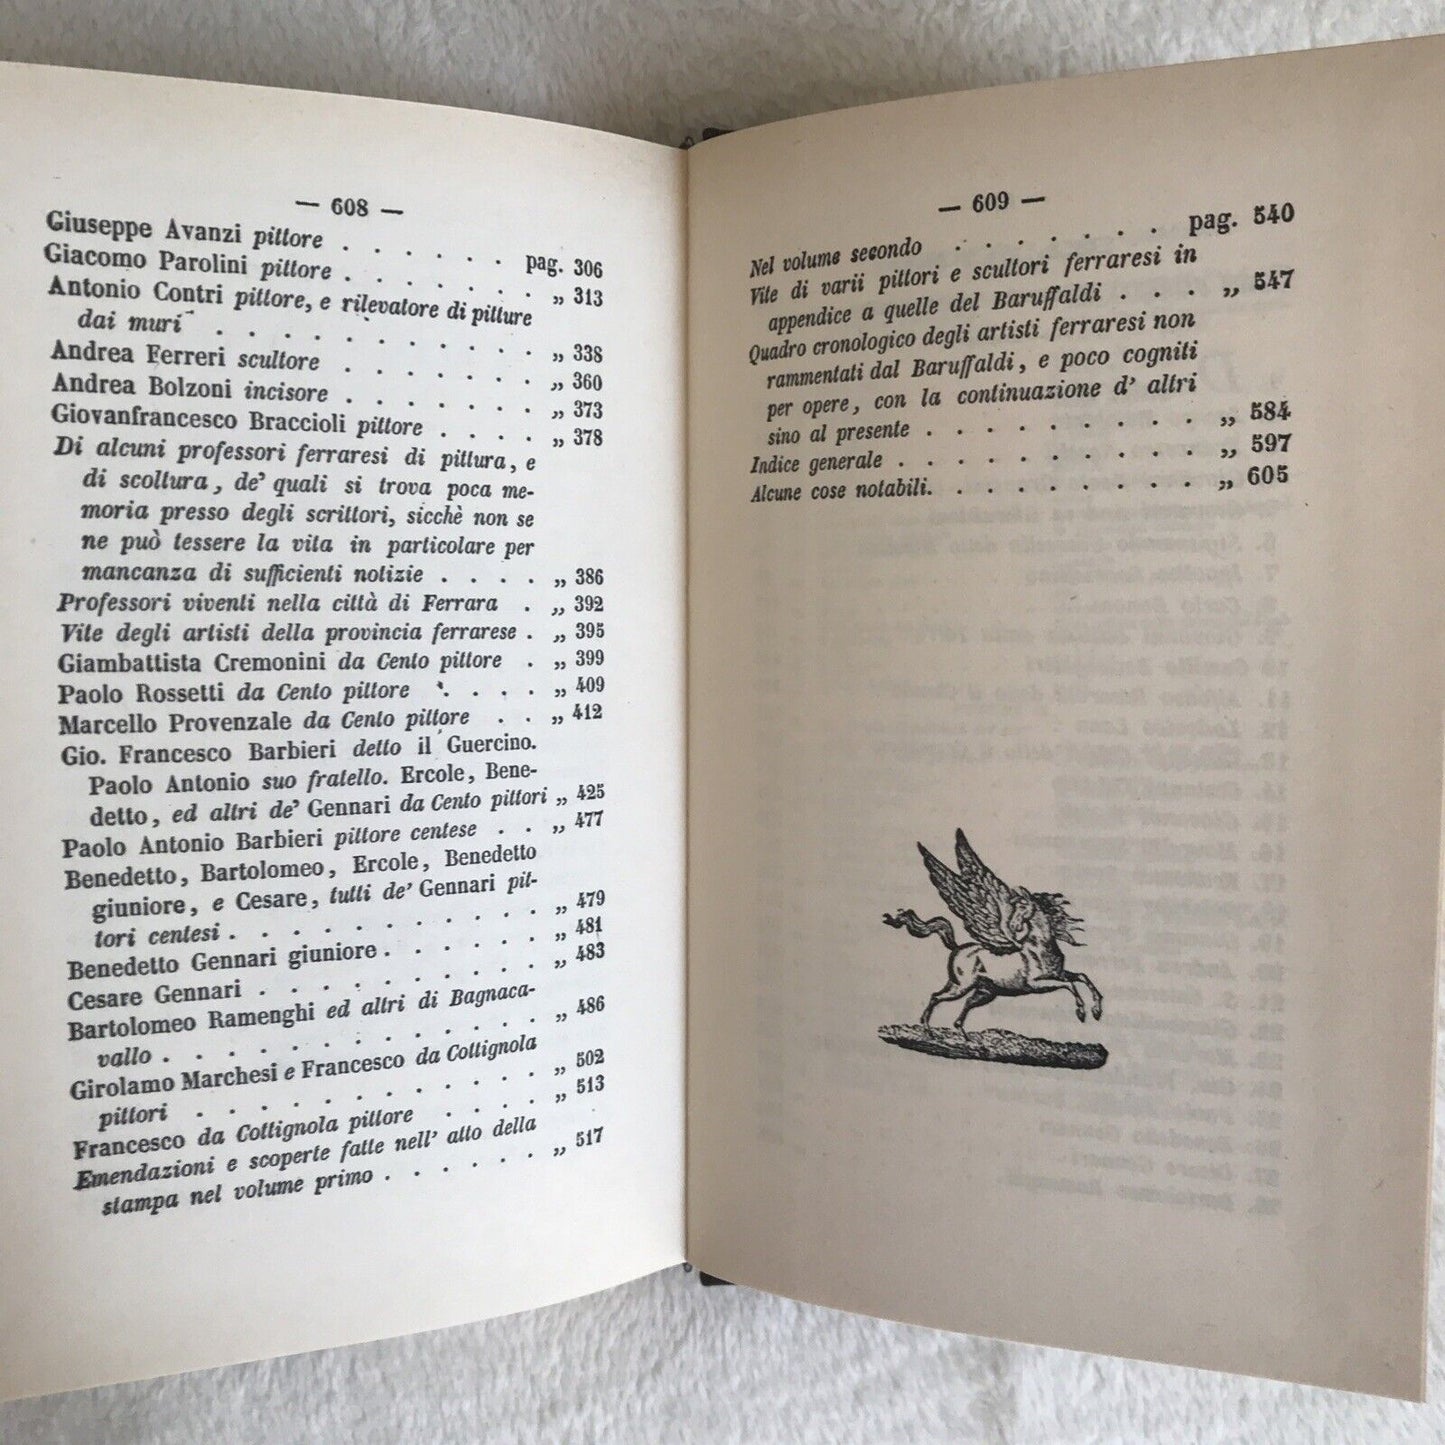 — 608 —
Giuseppe Avanzi pittore . . . . . . pag. 306
Giacomo Parolini pittore . . . . . . . „ 313
Antonio Contri pittore, e rilevatore di pitture
dai muri . . . . . . . . . . . „ 338
Andrea Ferreri scultore . . . . . . . „ 360
Andrea Bolzoni incisore . . . . . . . „ 373
Giovanfrancesco Braccioli pittore . . . . „ 378
Di alcuni professori ferraresi di pittura, e
di scoltura, de' quali si trova poca me-
moria presso degli scrittori, sicchè non se
ne può tessere la vita in particolare per
mancanza di sufficienti notizie . . . . „ 386
Professori viventi nella città di Ferrara . „ 392
Vite degli artisti della provincia ferrarese . „ 395
Giambattista Cremonini da Cento pittore . „ 399
Paolo Rossetti da Cento pittore . . . . „ 409
Marcello Provenzale da Cento pittore . . „ 412
Gio. Francesco Barbieri detto il Guercino.
Paolo Antonio suo fratello. Ercole, Bene-
detto, ed altri de' Gennari da Cento pittori „ 425
Paolo Antonio Barbieri pittore centese . . „ 477
Benedetto, Bartolomeo, Ercole, Benedetto
giuniore, e Cesare, tutti de' Gennari pit-
tori centesi . . . . . . . . . . . „ 479
Benedetto Gennari giuniore . . . . . . „ 481
Cesare Gennari . . . . . . . . . . „ 483
Bartolomeo Ramenghi ed altri di Bagnaca-
vallo . . . . . . . . . . . . „ 486
Girolamo Marchesi e Francesco da Cottignola
pittori . . . . . . . . . . . . „ 502
Francesco da Cottignola pittore . . . . „ 513
Emendazioni e scoperte fatte nell' atto della
stampa nel volume primo . . . . . . „ 517
— 609 —
Nel volume secondo . . . . . . . pag. 540
Vite di varii pittori e scultori ferraresi in
appendice a quelle del Baruffaldi . . . „ 547
Quadro cronologico degli artisti ferraresi non
rammentati dal Baruffaldi, e poco cogniti
per opere, con la continuazione d' altri
sino al presente . . . . . . . . . „ 584
Indice generale . . . . . . . . . . „ 597
Alcune cose notabili. . . . . . . . . „ 605